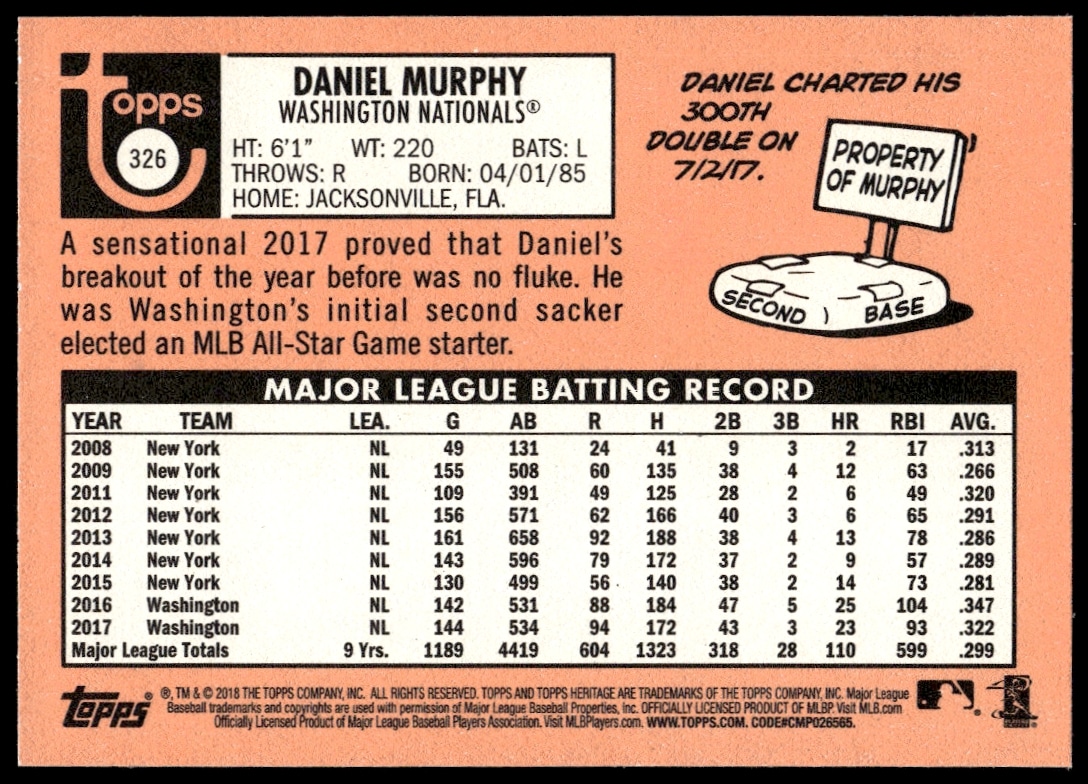 Topps
326
DANIEL MURPHY
WASHINGTON NATIONALS®
HT: 6'1" WT: 220 BATS: L
THROWS: R BORN: 04/01/85
HOME: JACKSONVILLE, FLA.
DANIEL CHARTED HIS
300TH
DOUBLE ON
7/2/17.
PROPERTY
OF MURPHY
SECOND BASE
A sensational 2017 proved that Daniel's
breakout of the year before was no fluke. He
was Washington's initial second sacker
elected an MLB All-Star Game starter.
MAJOR LEAGUE BATTING RECORD
YEAR TEAM LEA. G AB R H 2B 3B HR RBI AVG.
2008 New York NL 49 131 24 41 9 3 2 17 .313
2009 New York NL 155 508 60 135 38 4 12 63 .266
2011 New York NL 109 391 49 125 28 2 6 49 .320
2012 New York NL 156 571 62 166 40 3 6 65 .291
2013 New York NL 161 658 92 188 38 4 13 78 .286
2014 New York NL 143 596 79 172 37 2 9 57 .289
2015 New York NL 130 499 56 140 38 2 14 73 .281
2016 Washington NL 142 531 88 184 47 5 25 104 .347
2017 Washington NL 144 534 94 172 43 3 23 93 .322
Major League Totals 9 Yrs. 1189 4419 604 1323 318 28 110 599 .299
Topps
®, TM & © 2018 THE TOPPS COMPANY, INC. ALL RIGHTS RESERVED. TOPPS AND TOPPS HERITAGE ARE TRADEMARKS OF THE TOPPS COMPANY, INC. Major League
Baseball trademarks and copyrights are used with permission of Major League Baseball Properties, Inc. OFFICIALLY LICENSED PRODUCT OF MLBP. Visit MLB.com
Officially Licensed Product of Major League Baseball Players Association. Visit MLBPlayers.com. WWW.TOPPS.COM. CODE#CMP026565.